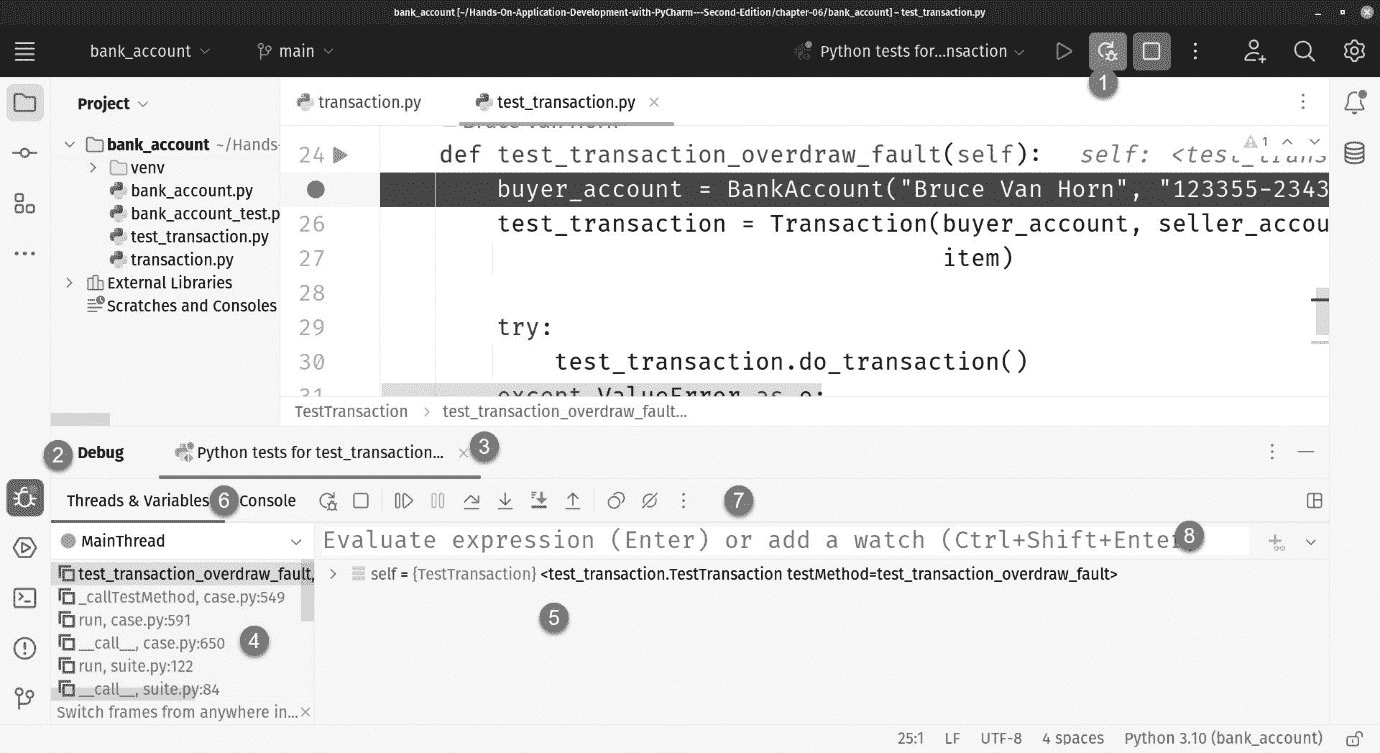 bank_account [~/Hands-On-Application-Development-with-PyCharm---Second-Edition/chapter-06/bank_account] – test_transaction.py
bank_account main Python tests for...nsaction
1
Project
transaction.py test_transaction.py
bank_account ~/Hands-
venv
bank_account.py
bank_account_test.p
test_transaction.py
transaction.py
External Libraries
Scratches and Consoles
Bruce Van Horn
1
24 def test_transaction_overdraw_fault(self): self: <test_trans
buyer_account = BankAccount("Bruce Van Horn", "123355-2343
26 test_transaction = Transaction(buyer_account, seller_accou
27 item)
28
29 try:
30 test_transaction.do_transaction()
31 except ValueError as e:
TestTransaction > test_transaction_overdraw_fault...
2 Debug Python tests for test_transaction... 3
Threads & Variables 6 Console 7
MainThread
Evaluate expression (Enter) or add a watch (Ctrl+Shift+Enter 8
test_transaction_overdraw_fault,
self = {TestTransaction} <test_transaction.TestTransaction testMethod=test_transaction_overdraw_fault>
_callTestMethod, case.py:549
run, case.py:591
5
__call__, case.py:650 4
run, suite.py:122
__call__, suite.py:84
Switch frames from anywhere in...
25:1 LF UTF-8 4 spaces Python 3.10 (bank_account)